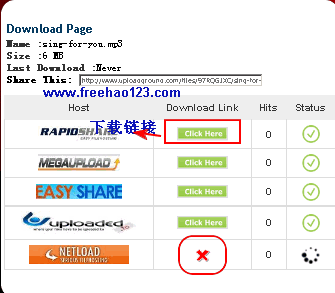 Download Page
Name :sing-for-you.mp3
Size :6 MB
Last Download :Never
Share This: http://www.uploadground.com/files/97RQGJXC/sing-for-
www.freehao123.com
Host Download Link Hits Status
RAPIDSHARE 下载链接 Click Here 0
MEGAUPLOAD Click Here 0
EASY SHARE Click Here 0
uploaded Click Here 0
NETLOAD 0